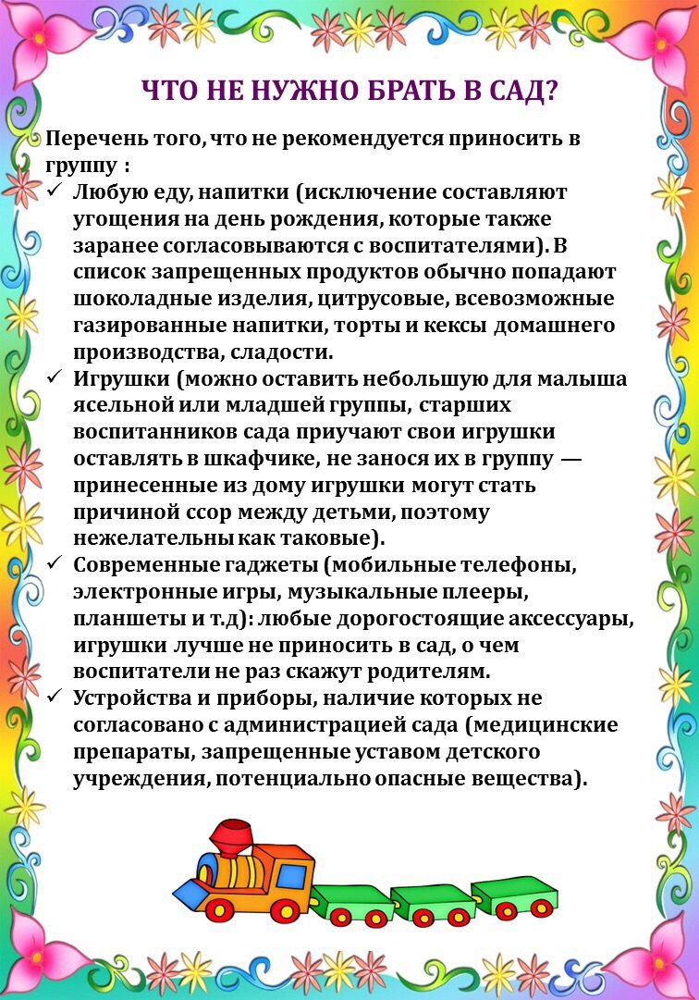 ЧТО НЕ НУЖНО БРАТЬ В САД?
Перечень того, что не рекомендуется приносить в
группу :
✓ Любую еду, напитки (исключение составляют
угощения на день рождения, которые также
заранее согласовываются с воспитателями). В
список запрещенных продуктов обычно попадают
шоколадные изделия, цитрусовые, всевозможные
газированные напитки, торты и кексы домашнего
производства, сладости.
✓ Игрушки (можно оставить небольшую для малыша
ясельной или младшей группы, старших
воспитанников сада приучают свои игрушки
оставлять в шкафчике, не занося их в группу —
принесенные из дому игрушки могут стать
причиной ссор между детьми, поэтому
нежелательны как таковые).
✓ Современные гаджеты (мобильные телефоны,
электронные игры, музыкальные плееры,
планшеты и т.д): любые дорогостоящие аксессуары,
игрушки лучше не приносить в сад, о чем
воспитатели не раз скажут родителям.
✓ Устройства и приборы, наличие которых не
согласовано с администрацией сада (медицинские
препараты, запрещенные уставом детского
учреждения, потенциально опасные вещества).